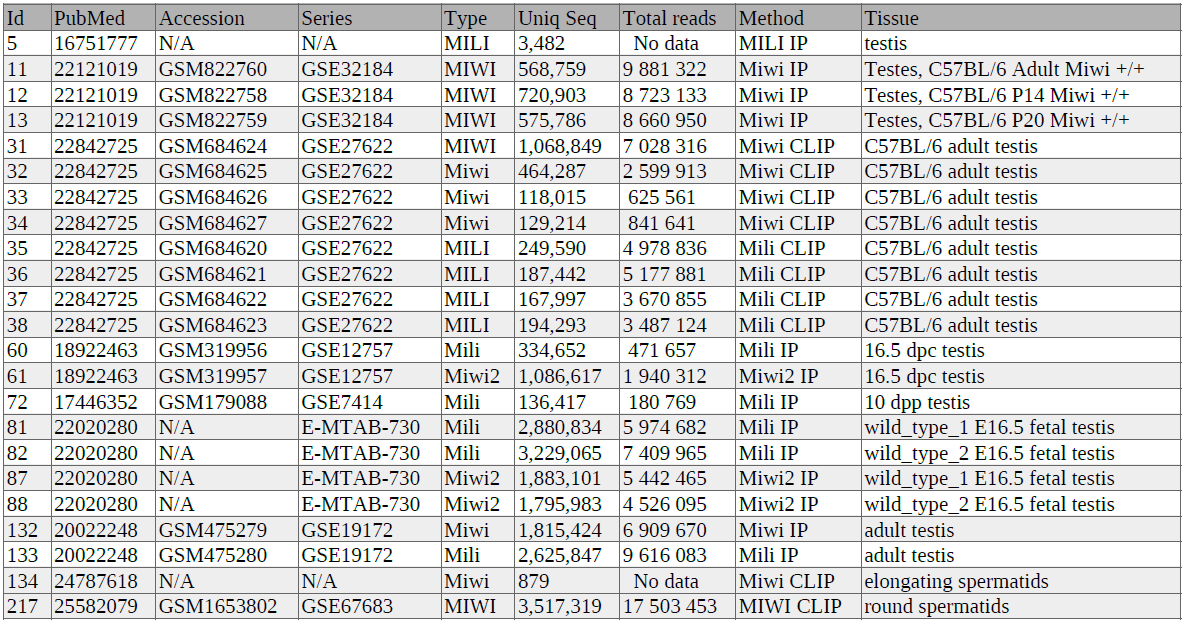 Id PubMed Accession Series Type Uniq Seq Total reads Method Tissue
5 16751777 N/A N/A MILI 3,482 No data MILI IP testis
11 22121019 GSM822760 GSE32184 MIWI 568,759 9 881 322 Miwi IP Testes, C57BL/6 Adult Miwi +/+
12 22121019 GSM822758 GSE32184 MIWI 720,903 8 723 133 Miwi IP Testes, C57BL/6 P14 Miwi +/+
13 22121019 GSM822759 GSE32184 MIWI 575,786 8 660 950 Miwi IP Testes, C57BL/6 P20 Miwi +/+
31 22842725 GSM684624 GSE27622 MIWI 1,068,849 7 028 316 Miwi CLIP C57BL/6 adult testis
32 22842725 GSM684625 GSE27622 Miwi 464,287 2 599 913 Miwi CLIP C57BL/6 adult testis
33 22842725 GSM684626 GSE27622 Miwi 118,015 625 561 Miwi CLIP C57BL/6 adult testis
34 22842725 GSM684627 GSE27622 Miwi 129,214 841 641 Miwi CLIP C57BL/6 adult testis
35 22842725 GSM684620 GSE27622 MILI 249,590 4 978 836 Mili CLIP C57BL/6 adult testis
36 22842725 GSM684621 GSE27622 MILI 187,442 5 177 881 Mili CLIP C57BL/6 adult testis
37 22842725 GSM684622 GSE27622 MILI 167,997 3 670 855 Mili CLIP C57BL/6 adult testis
38 22842725 GSM684623 GSE27622 MILI 194,293 3 487 124 Mili CLIP C57BL/6 adult testis
60 18922463 GSM319956 GSE12757 Mili 334,652 471 657 Mili IP 16.5 dpc testis
61 18922463 GSM319957 GSE12757 Miwi2 1,086,617 1 940 312 Miwi2 IP 16.5 dpc testis
72 17446352 GSM179088 GSE7414 Mili 136,417 180 769 Mili IP 10 dpp testis
81 22020280 N/A E-MTAB-730 Mili 2,880,834 5 974 682 Mili IP wild_type_1 E16.5 fetal testis
82 22020280 N/A E-MTAB-730 Mili 3,229,065 7 409 965 Mili IP wild_type_2 E16.5 fetal testis
87 22020280 N/A E-MTAB-730 Miwi2 1,883,101 5 442 465 Miwi2 IP wild_type_1 E16.5 fetal testis
88 22020280 N/A E-MTAB-730 Miwi2 1,795,983 4 526 095 Miwi2 IP wild_type_2 E16.5 fetal testis
132 20022248 GSM475279 GSE19172 Miwi 1,815,424 6 909 670 Miwi IP adult testis
133 20022248 GSM475280 GSE19172 Mili 2,625,847 9 616 083 Mili IP adult testis
134 24787618 N/A N/A Miwi 879 No data Miwi CLIP elongating spermatids
217 25582079 GSM1653802 GSE67683 MIWI 3,517,319 17 503 453 MIWI CLIP round spermatids